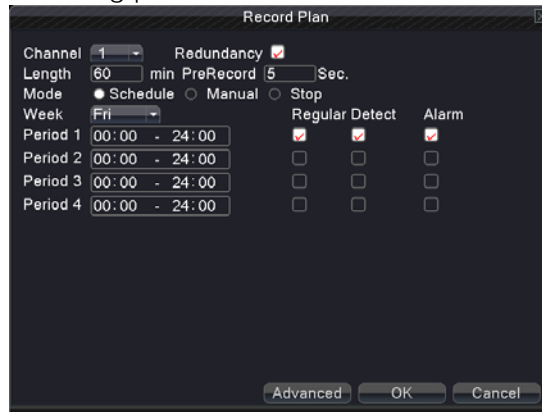 Record Plan
Channel 1 Redundancy
Length 60 min PreRecord 5 Sec.
Mode Schedule Manual Stop
Week Fri Regular Detect Alarm
Period 1 00:00 - 24:00
Period 2 00:00 - 24:00
Period 3 00:00 - 24:00
Period 4 00:00 - 24:00
Advanced OK Cancel